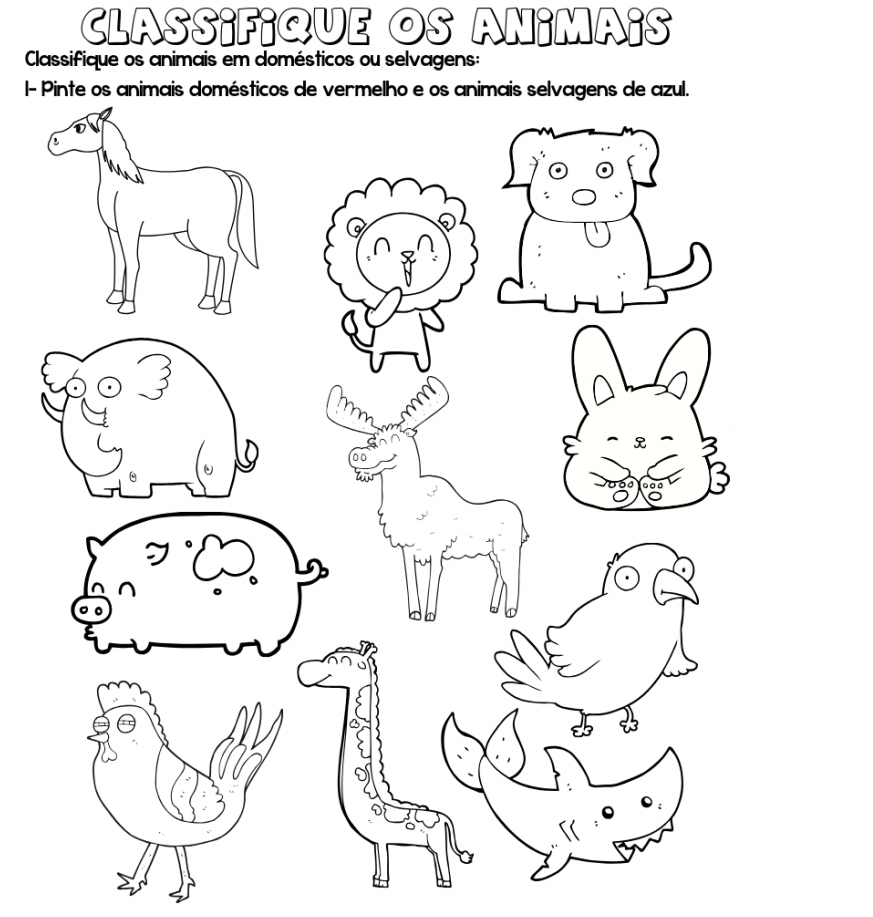 CLASSIFIQUE OS ANIMAIS
Classifique os animais em domésticos ou selvagens:
1- Pinte os animais domésticos de vermelho e os animais selvagens de azul.